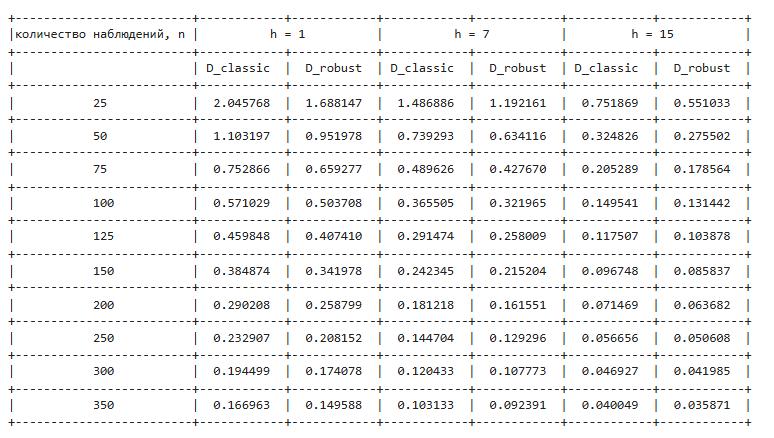 количество наблюдений, n | h = 1 | h = 7 | h = 15
D_classic | D_robust | D_classic | D_robust | D_classic | D_robust
25 | 2.045768 | 1.688147 | 1.486886 | 1.192161 | 0.751869 | 0.551033
50 | 1.103197 | 0.951978 | 0.739293 | 0.634116 | 0.324826 | 0.275502
75 | 0.752866 | 0.659277 | 0.489626 | 0.427670 | 0.205289 | 0.178564
100 | 0.571029 | 0.503708 | 0.365505 | 0.321965 | 0.149541 | 0.131442
125 | 0.459848 | 0.407410 | 0.291474 | 0.258009 | 0.117507 | 0.103878
150 | 0.384874 | 0.341978 | 0.242345 | 0.215204 | 0.096748 | 0.085837
200 | 0.290208 | 0.258799 | 0.181218 | 0.161551 | 0.071469 | 0.063682
250 | 0.232907 | 0.208152 | 0.144704 | 0.129296 | 0.056656 | 0.050608
300 | 0.194499 | 0.174078 | 0.120433 | 0.107773 | 0.046927 | 0.041985
350 | 0.166963 | 0.149588 | 0.103133 | 0.092391 | 0.040049 | 0.035871